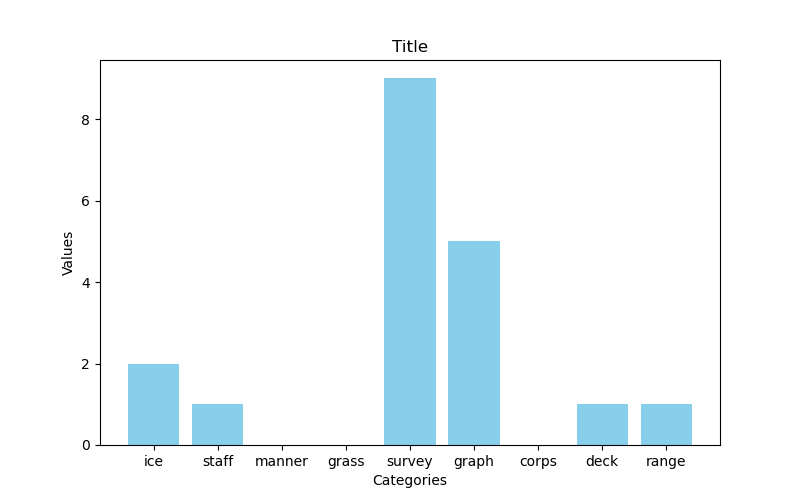 Title
Values
8
6
4
2
0
ice staff manner grass survey graph corps deck range
Categories